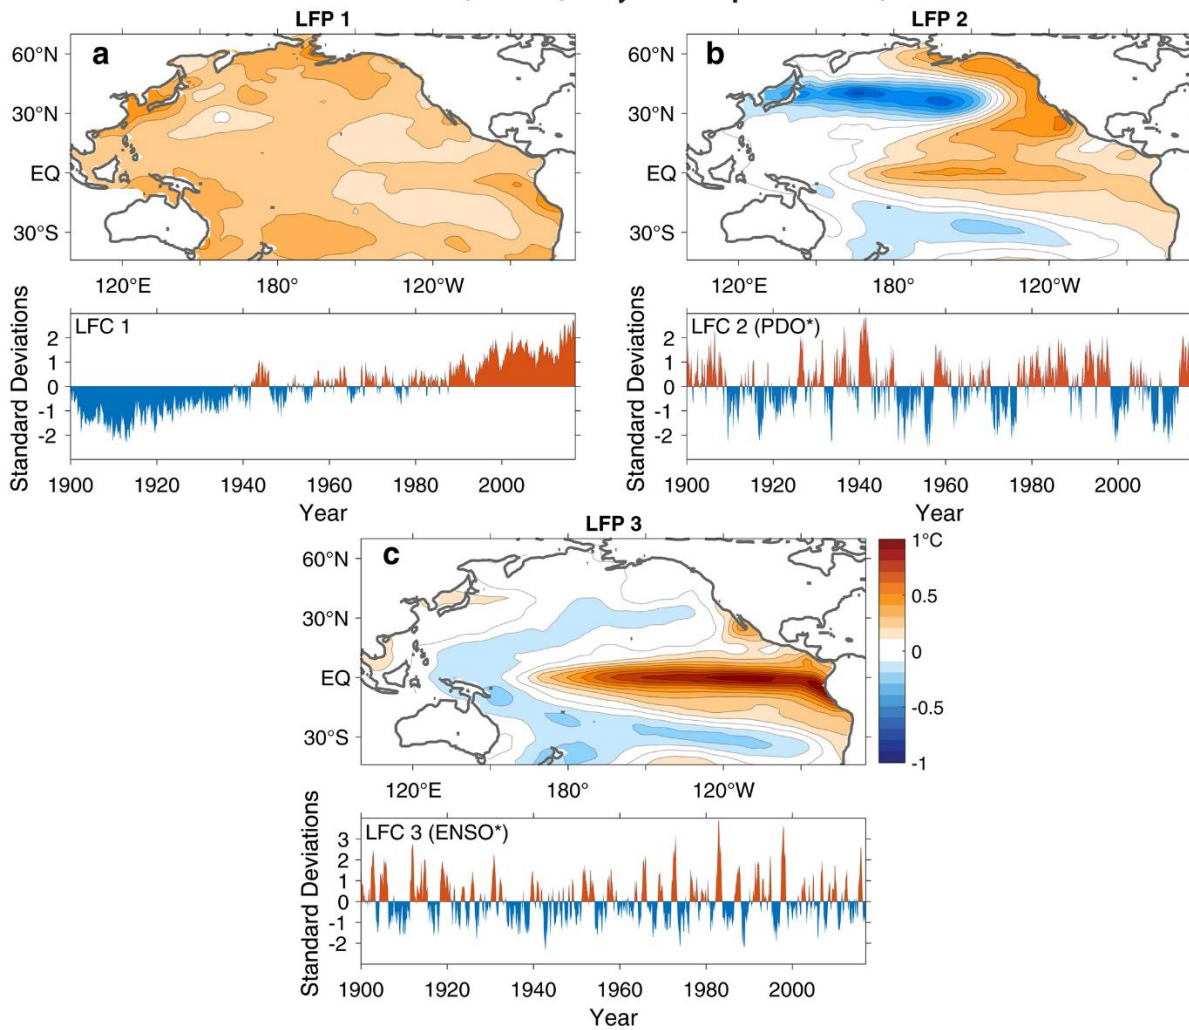 LFP 1
a
60°N
30°N
EQ
30°S
120°E 180° 120°W
Standard Deviations
LFC 1
2
1
0
-1
-2
1900 1920 1940 1960 1980 2000
Year
LFP 2
b
60°N
30°N
EQ
30°S
120°E 180° 120°W
Standard Deviations
LFC 2 (PDO*)
2
1
0
-1
-2
1900 1920 1940 1960 1980 2000
Year
LFP 3
c
60°N
30°N
EQ
30°S
120°E 180° 120°W
1°C
0.5
0
-0.5
-1
Standard Deviations
LFC 3 (ENSO*)
3
2
1
0
-1
-2
1900 1920 1940 1960 1980 2000
Year